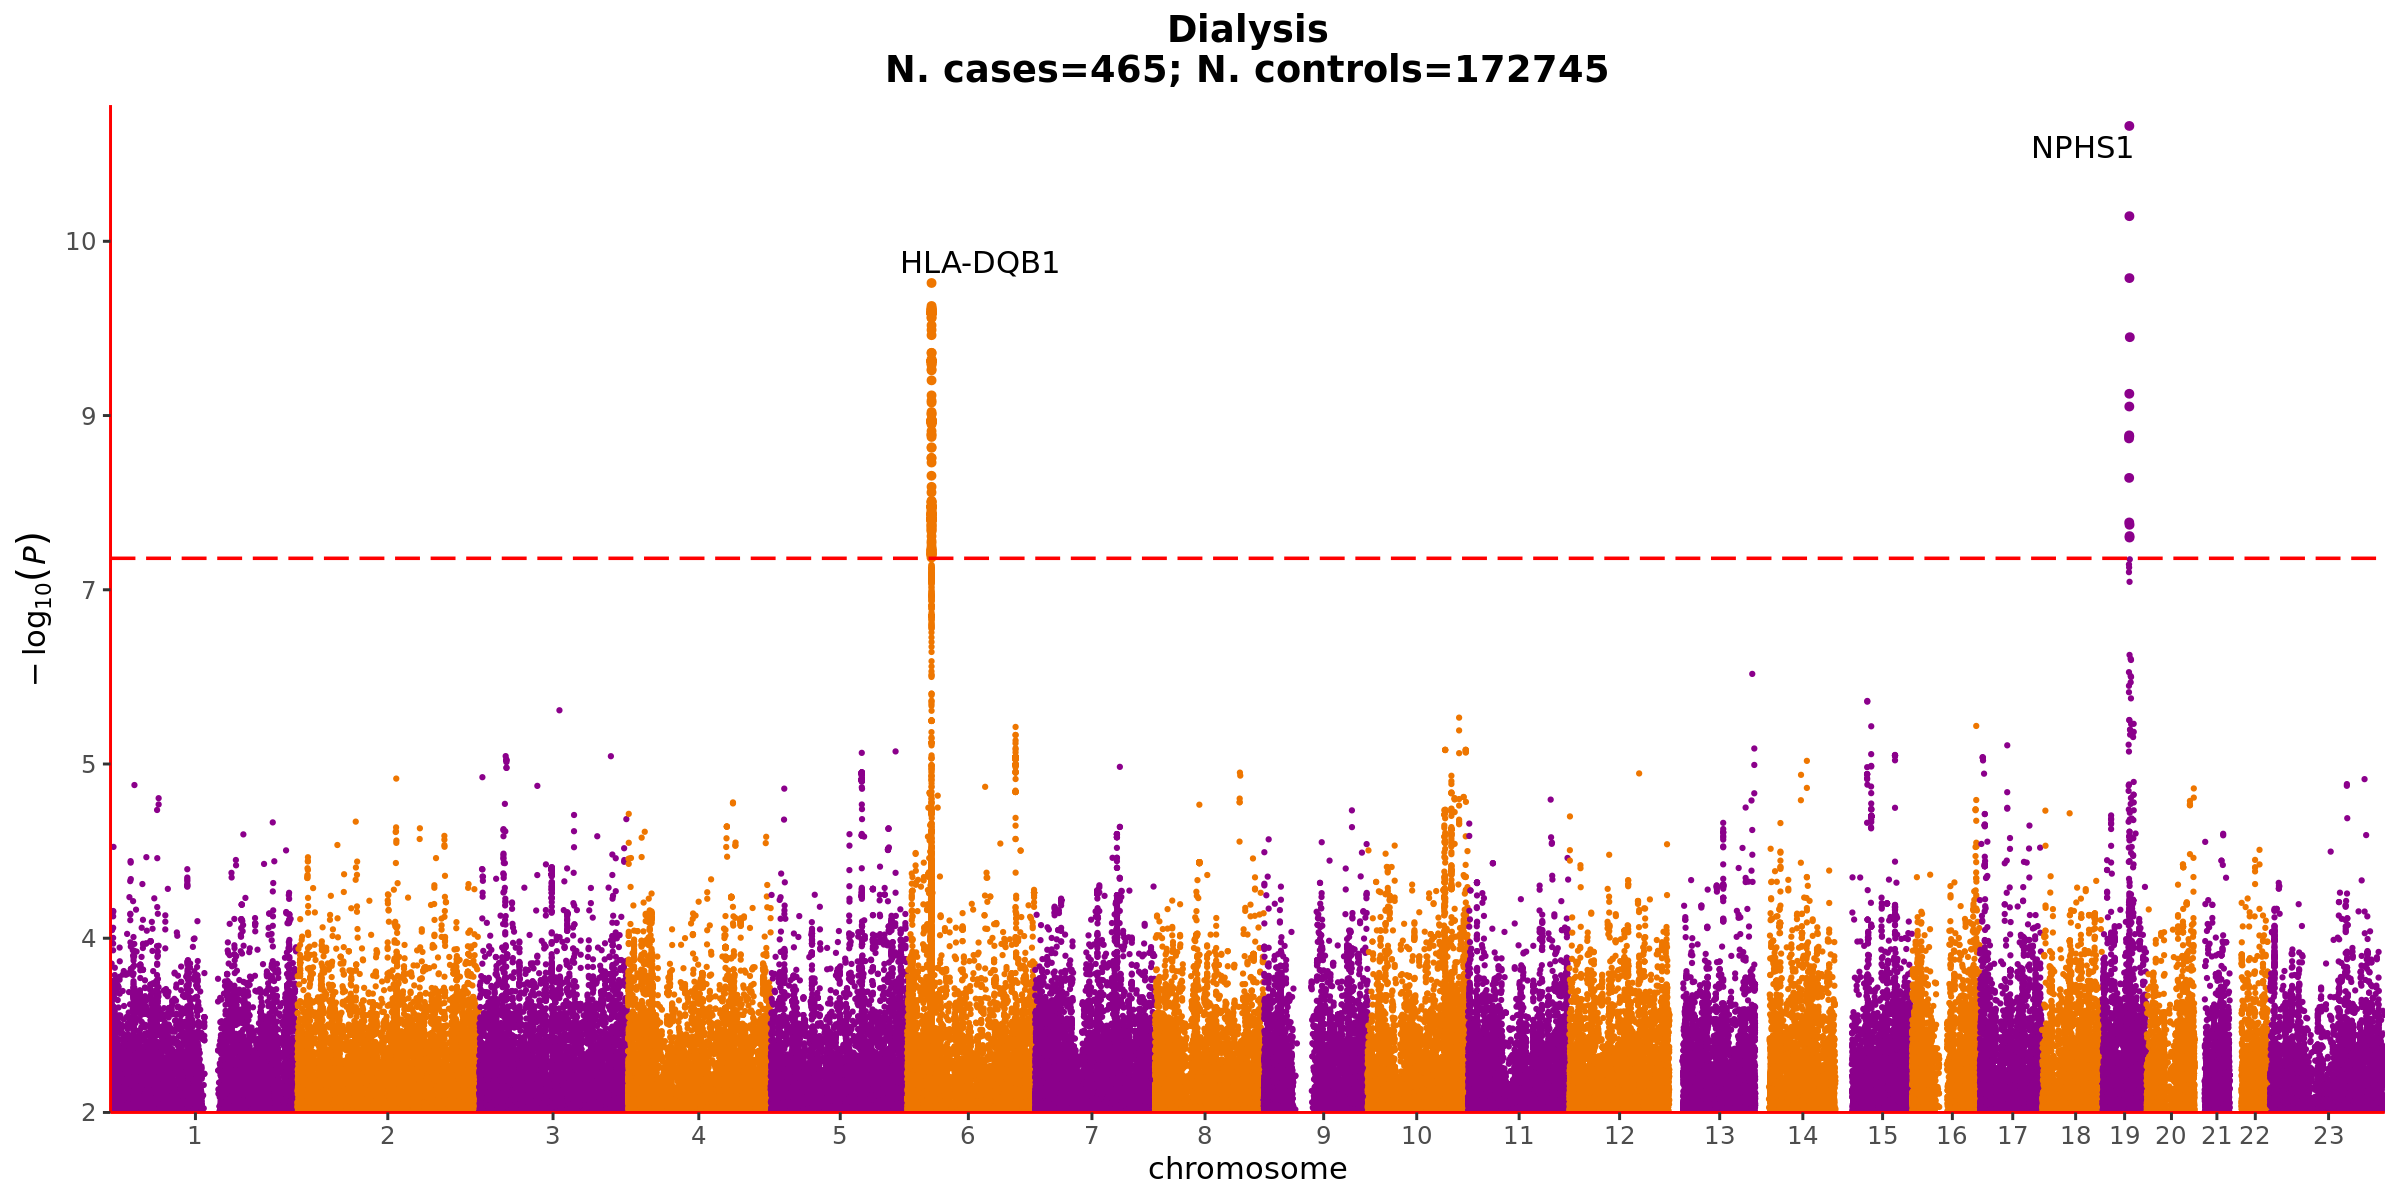 Dialysis
N. cases=465; N. controls=172745
NPHS1
HLA-DQB1
10
9
7
5
4
2
− log₁₀(P)
1 2 3 4 5 6 7 8 9 10 11 12 13 14 15 16 17 18 19 20 21 22 23
chromosome